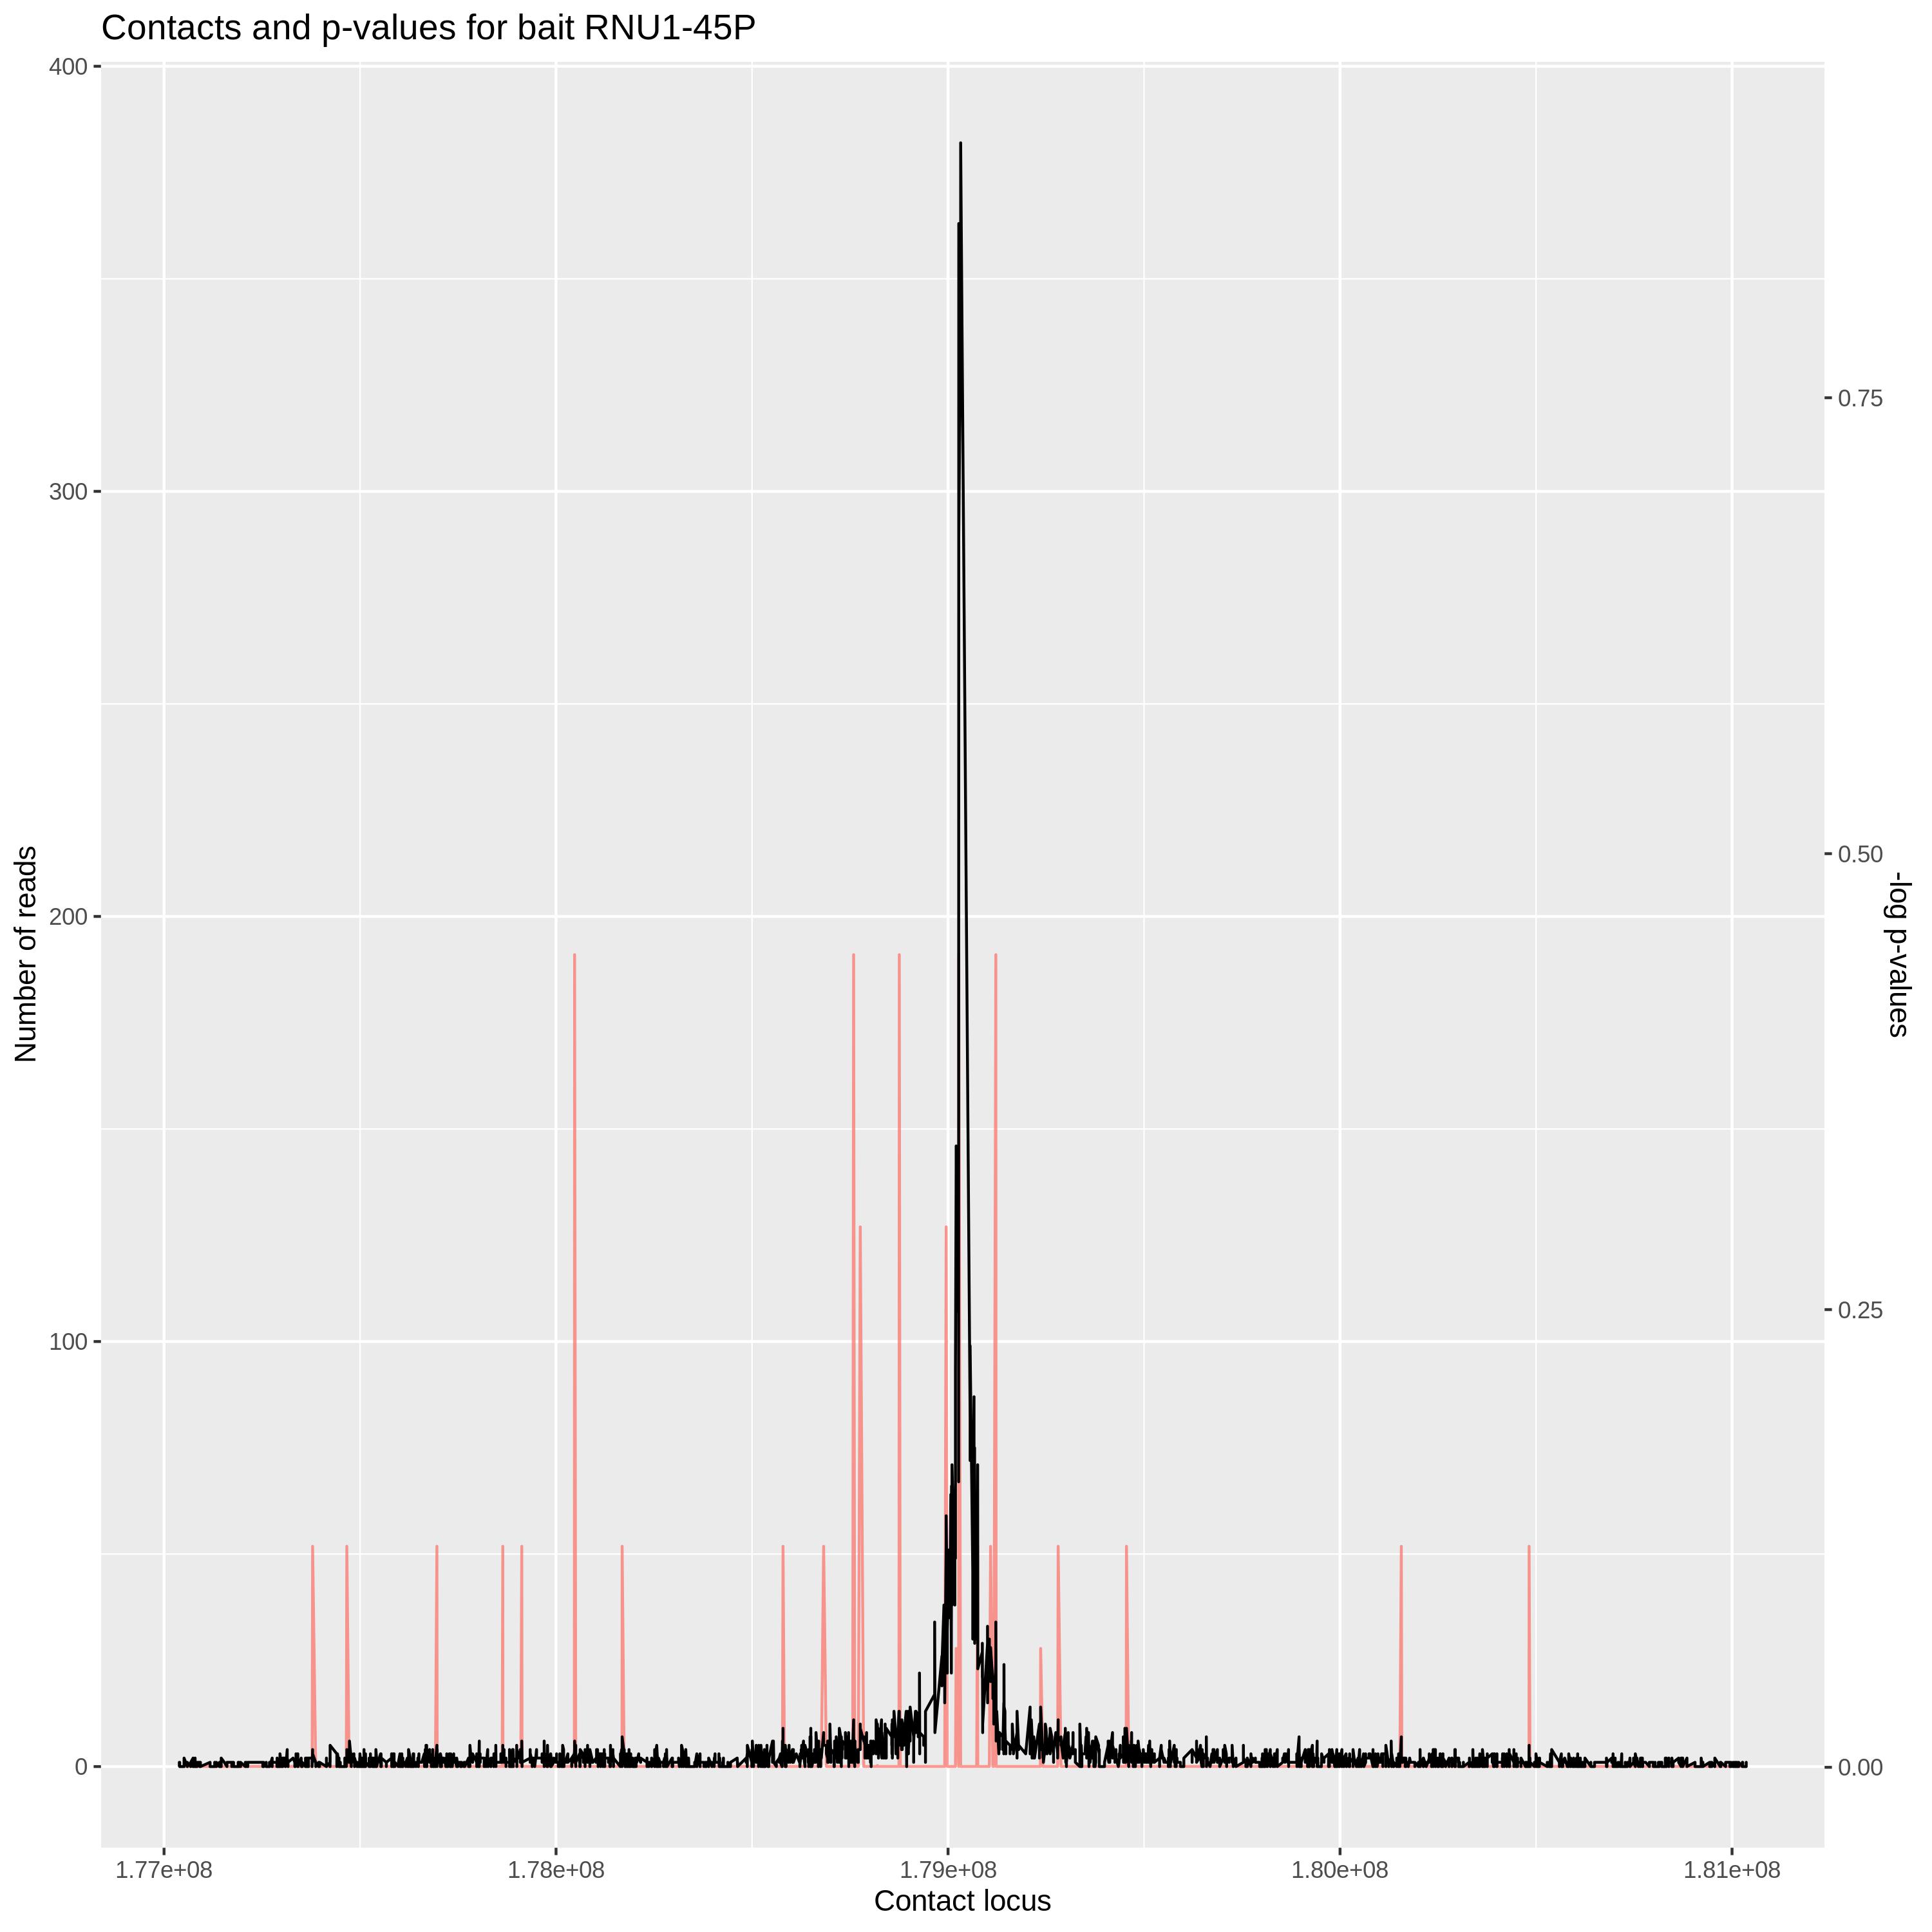 Contacts and p-values for bait RNU1-45P
400
300
200
100
0
Number of reads
0.75
0.50
0.25
0.00
-log p-values
1.77e+08
1.78e+08
1.79e+08
1.80e+08
1.81e+08
Contact locus